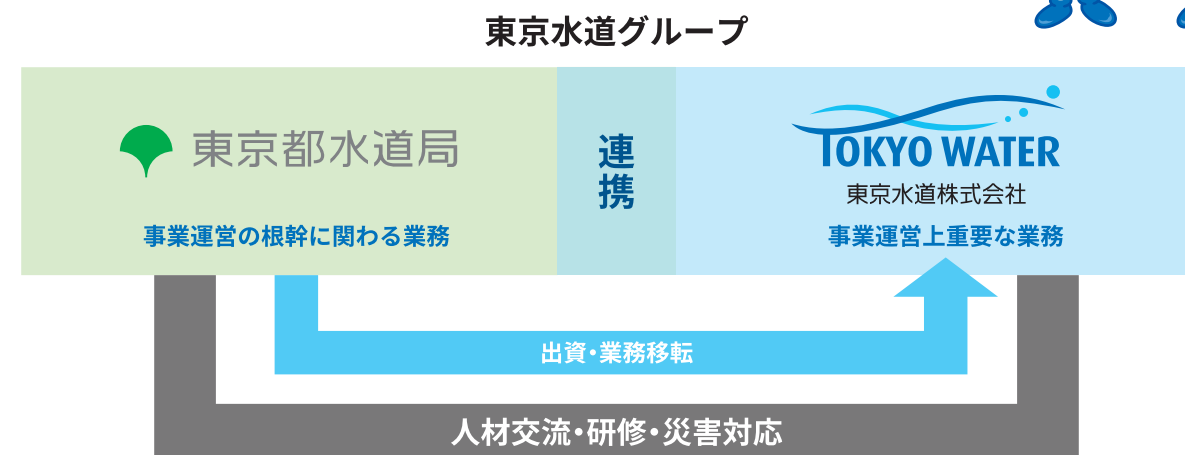 東京水道グループ
東京都水道局
事業運営の根幹に関わる業務
連携
TOKYO WATER
東京水道株式会社
事業運営上重要な業務
出資・業務移転
人材交流・研修・災害対応